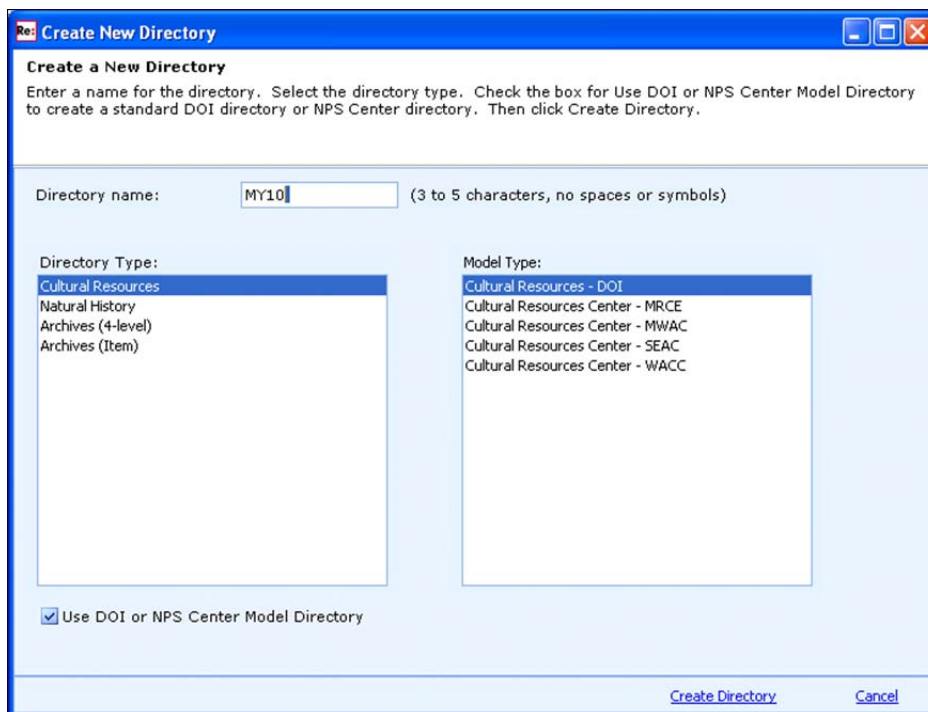 Re: Create New Directory
Create a New Directory
Enter a name for the directory. Select the directory type. Check the box for Use DOI or NPS Center Model Directory
to create a standard DOI directory or NPS Center directory. Then click Create Directory.
Directory name: MY10 (3 to 5 characters, no spaces or symbols)
Directory Type:
Cultural Resources
Natural History
Archives (4-level)
Archives (Item)
Model Type:
Cultural Resources - DOI
Cultural Resources Center - MRCE
Cultural Resources Center - MWAC
Cultural Resources Center - SEAC
Cultural Resources Center - WACC
Use DOI or NPS Center Model Directory
Create Directory Cancel